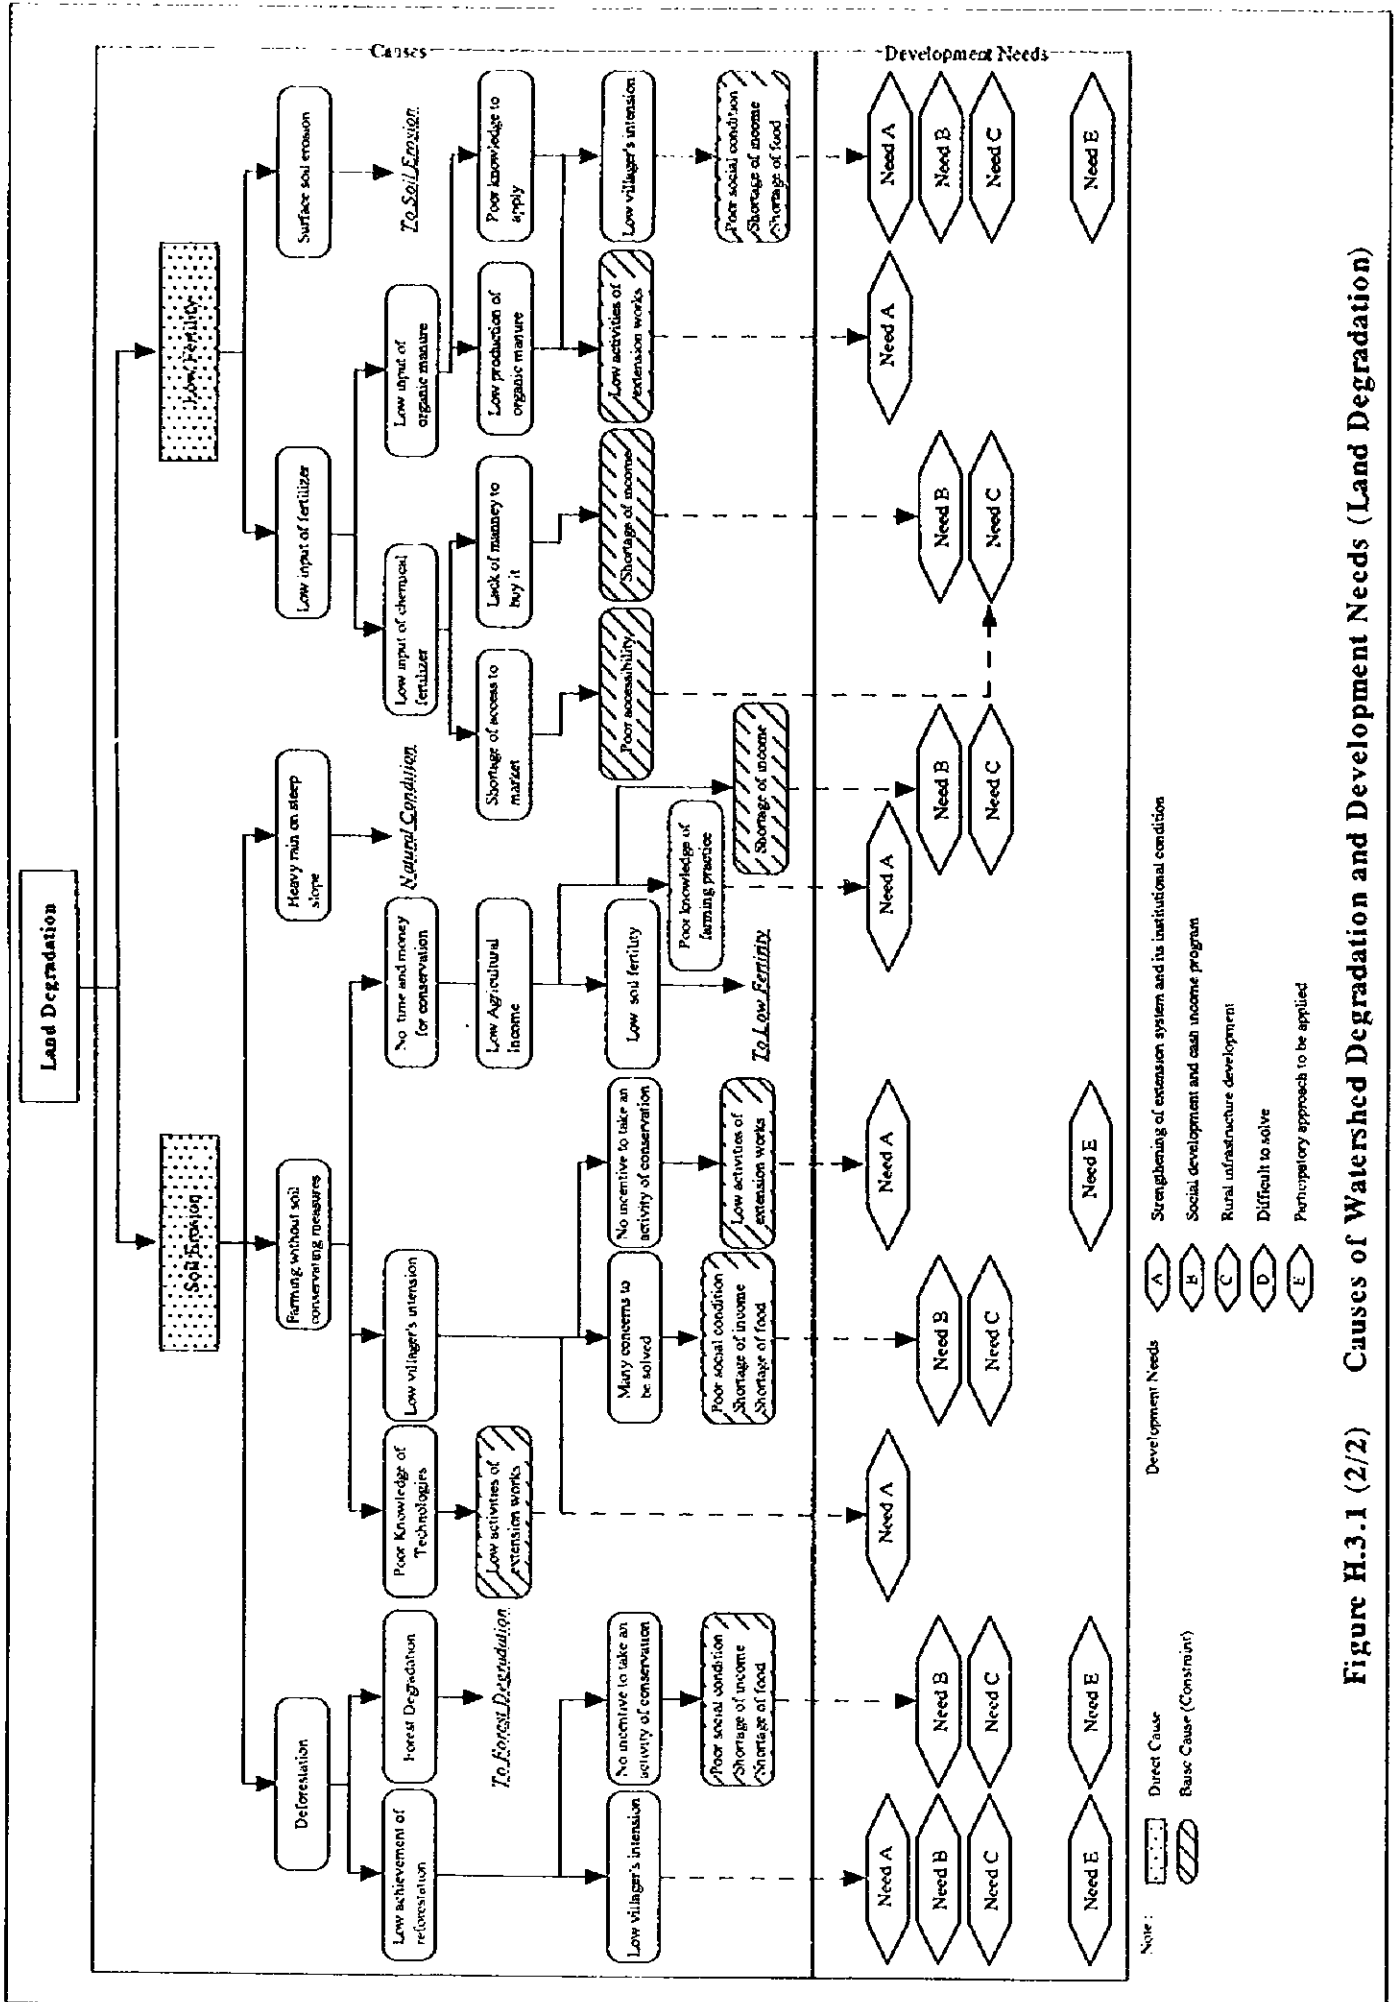 Land Degradation
Causes
Soil Erosion
Low Fertility
Deforestation
Farming without soil
conservating measures
Heavy rain on steep
slope
Low input of fertilizer
Surface soil erosion
Low achievement of
reforestation
Forest Degradation
Poor Knowledge of
Technologies
Low villager's intension
No time and money
for conservation
Natural Condition
Low input of chemical
fertilizer
Low input of
organic manure
To Soil Erosion
To Forest Degradation
Low activities of
extension works
Low Agricultural
Income
Shortage of access to
market
Lack of manney to
buy it
Low production of
organic manure
Poor knowledge to
apply
Low villager's intension
No incentive to take an
activity of conservation
Many concerns to
be solved
No incentive to take an
activity of conservation
Low soil fertility
Poor knowledge of
farming practice
Poor accessibility
Shortage of income
Low activities of
extension works
Low villager's intension
Poor social condition
Shortage of income
Shortage of food
Poor social condition
Shortage of income
Shortage of food
Low activities of
extension works
To Low Fertinity
Shortage of income
Poor social condition
Shortage of income
Shortage of food
Development Needs
Need A
Need A
Need A
Need A
Need A
Need A
Need B
Need B
Need B
Need B
Need B
Need B
Need C
Need C
Need C
Need C
Need C
Need C
Need E
Need E
Need E
Need E
Note :
Direct Cause
Basic Cause (Constraint)
Development Needs
A Strengthening of extension system and its institutional condition
B Social development and cash income program
C Rural infrastructure development
D Difficult to solve
E Participatory approach to be applied
Figure H.3.1 (2/2) Causes of Watershed Degradation and Development Needs (Land Degradation)